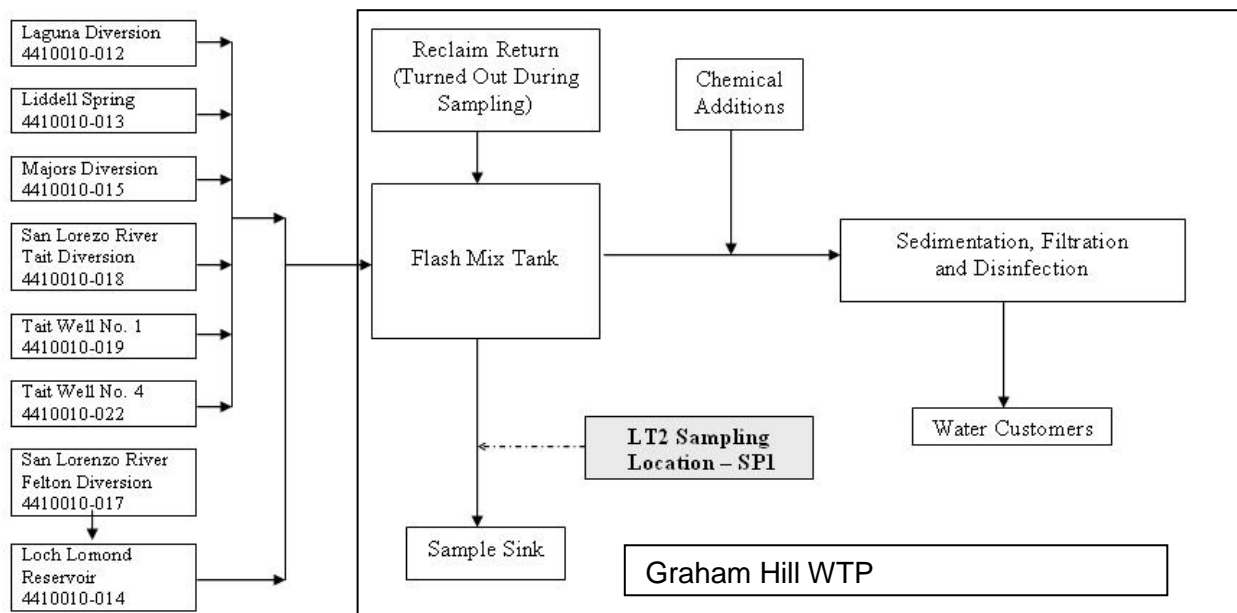 Laguna Diversion
4410010-012
Liddell Spring
4410010-013
Majors Diversion
4410010-015
San Lorezo River
Tait Diversion
4410010-018
Tait Well No. 1
4410010-019
Tait Well No. 4
4410010-022
San Lorenzo River
Felton Diversion
4410010-017
Loch Lomond
Reservoir
4410010-014
Reclaim Return
(Turned Out During
Sampling)
Flash Mix Tank
Chemical
Additions
Sedimentation, Filtration
and Disinfection
Water Customers
LT2 Sampling
Location – SP1
Sample Sink
Graham Hill WTP